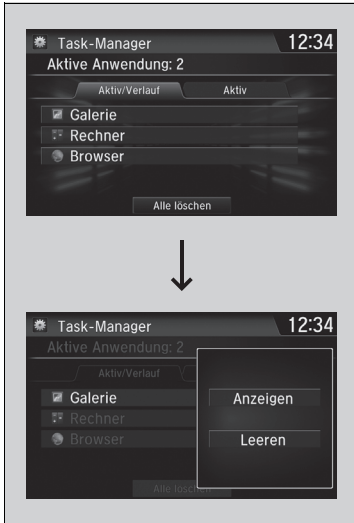 Task-Manager 12:34
Aktive Anwendung: 2
Aktiv/Verlauf Aktiv
Galerie
Rechner
Browser
Alle löschen
Task-Manager 12:34
Aktive Anwendung: 2
Aktiv/Verlauf
Galerie
Anzeigen
Rechner
Browser
Leeren
Alle löschen